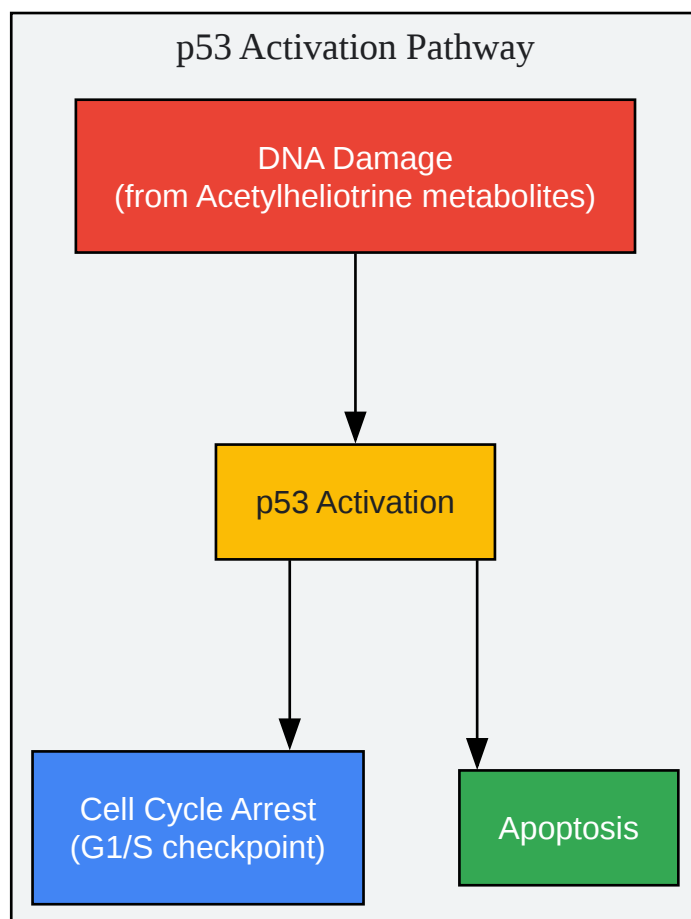 p53 Activation Pathway
DNA Damage
(from Acetylheliotrine metabolites)
p53 Activation
Cell Cycle Arrest
(G1/S checkpoint)
Apoptosis